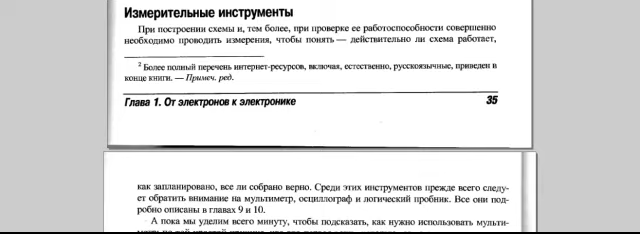 Измерительные инструменты
При построении схемы и, тем более, при проверке ее работоспособности совершенно
необходимо проводить измерения, чтобы понять — действительно ли схема работает,
² Более полный перечень интернет-ресурсов, включая, естественно, русскоязычные, приведен в
конце книги. — Примеч. ред.
Глава 1. От электронов к электронике 35
как запланировано, все ли собрано верно. Среди этих инструментов прежде всего следу-
ет обратить внимание на мультиметр, осциллограф и логический пробник. Все они под-
робно описаны в главах 9 и 10.
А пока мы уделим всего минуту, чтобы подсказать, как нужно использовать мульти-